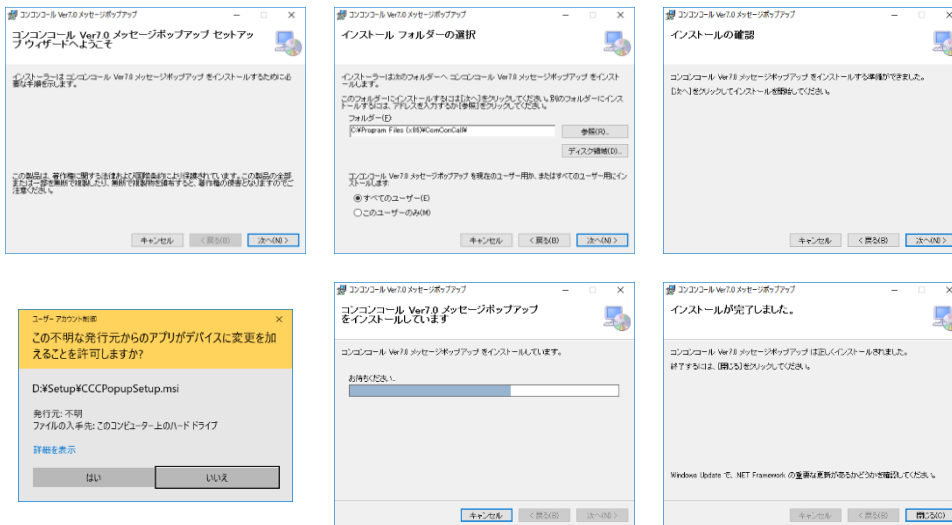 コンコンコール Ver7.0 メッセージポップアップ
コンコンコール Ver7.0 メッセージポップアップ セットアッ
プ ウィザードへようこそ
インストーラーは コンコンコール Ver7.0 メッセージポップアップ をインストールするために必
要な手順を示します。
この製品は、著作権に関する法律および国際条約により保護されています。この製品の全部
または一部を無断で複製したり、無断で複製物を頒布すると、著作権の侵害となりますのでご
注意ください。
キャンセル
< 戻る(B)
次へ(N) >
コンコンコール Ver7.0 メッセージポップアップ
インストール フォルダーの選択
インストーラーは次のフォルダーへ コンコンコール Ver7.0 メッセージポップアップ をインスト
ールします。
このフォルダーにインストールするには[次へ]をクリックしてください。別のフォルダーにインス
トールするには、アドレスを入力するか[参照]をクリックしてください。
フォルダー(E)
C:¥Program Files (x86)¥ComConCall¥
参照(R)...
ディスク領域(D)...
コンコンコール Ver7.0 メッセージポップアップ を現在のユーザー用か、またはすべてのユーザー用にイン
ストールします:
すべてのユーザー(E)
このユーザーのみ(M)
キャンセル
< 戻る(B)
次へ(N) >
コンコンコール Ver7.0 メッセージポップアップ
インストールの確認
コンコンコール Ver7.0 メッセージポップアップ をインストールする準備ができました。
[次へ]をクリックしてインストールを開始してください。
キャンセル
< 戻る(B)
次へ(N) >
ユーザー アカウント制御
この不明な発行元からのアプリがデバイスに変更を加
えることを許可しますか?
D:¥Setup¥CCCPopupSetup.msi
発行元: 不明
ファイルの入手先: このコンピューター上のハード ドライブ
詳細を表示
はい
いいえ
コンコンコール Ver7.0 メッセージポップアップ
コンコンコール Ver7.0 メッセージポップアップ
をインストールしています
コンコンコール Ver7.0 メッセージポップアップ をインストールしています。
お待ちください...
キャンセル
< 戻る(B)
次へ(N) >
コンコンコール Ver7.0 メッセージポップアップ
インストールが完了しました。
コンコンコール Ver7.0 メッセージポップアップ は正しくインストールされました。
終了するには、[閉じる]をクリックしてください。
Windows Update で、.NET Framework の重要な更新があるかどうかを確認してください。
キャンセル
< 戻る(B)
閉じる(C)